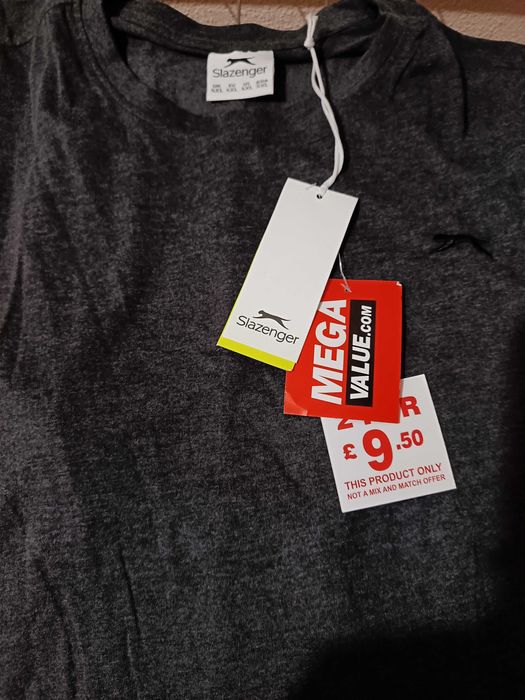 Slazenger
Slazenger
MEGA
VALUE.COM
£9.50
THIS PRODUCT ONLY
NOT A MIX AND MATCH OFFER